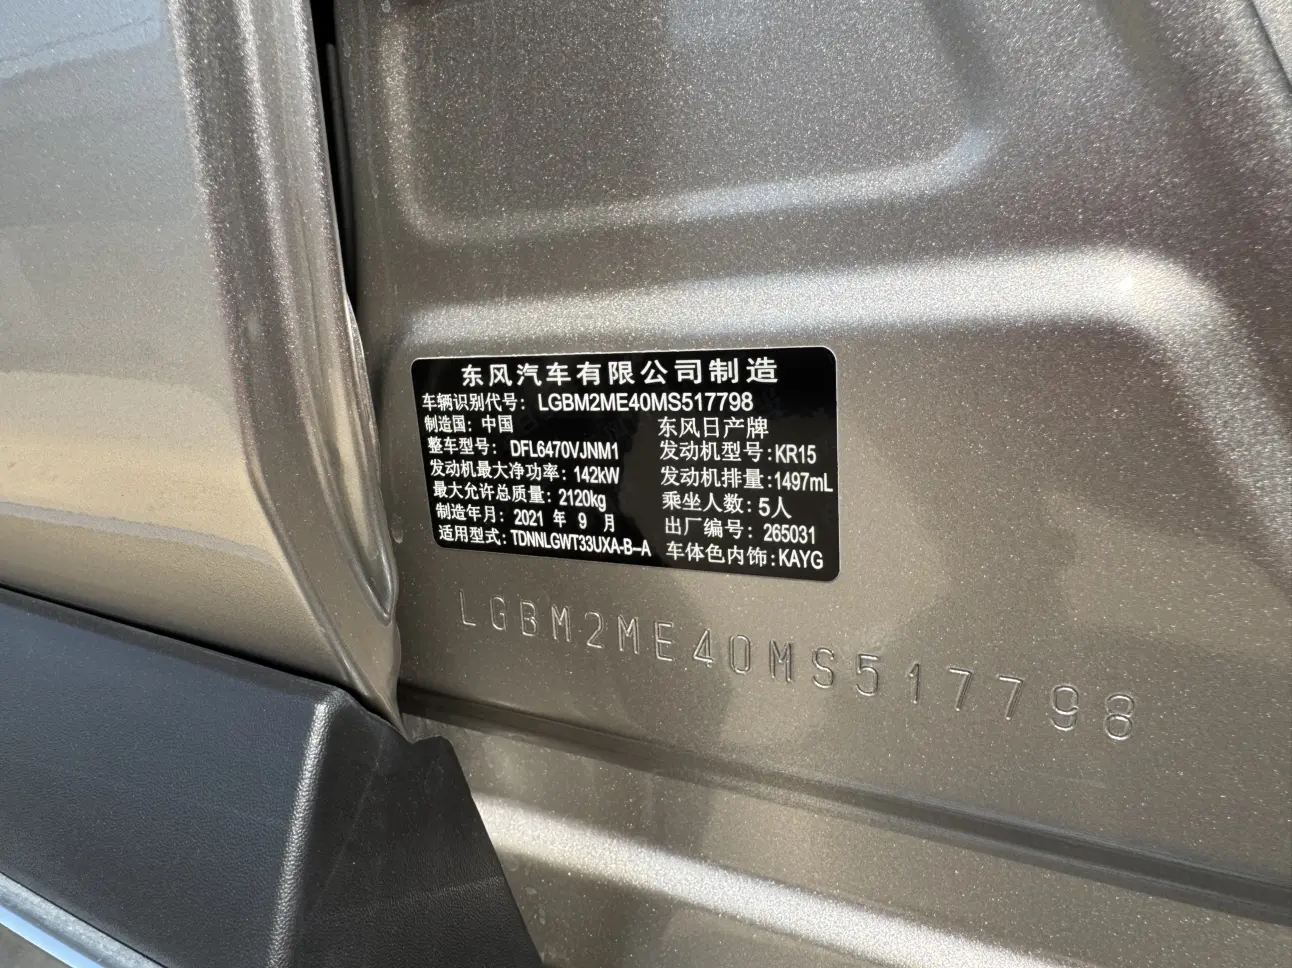 东风汽车有限公司制造
车辆识别代号: LGBM2ME40MS517798
制造国: 中国 东风日产牌
整车型号: DFL6470VJNM1 发动机型号:KR15
发动机最大净功率: 142kW 发动机排量:1497mL
最大允许总质量: 2120kg 乘坐人数: 5人
制造年月: 2021 年 9 月 出厂编号: 265031
适用型式: TDNNLGWT33UXA-B-A 车体色内饰:KAYG
LGBM2ME40MS517798